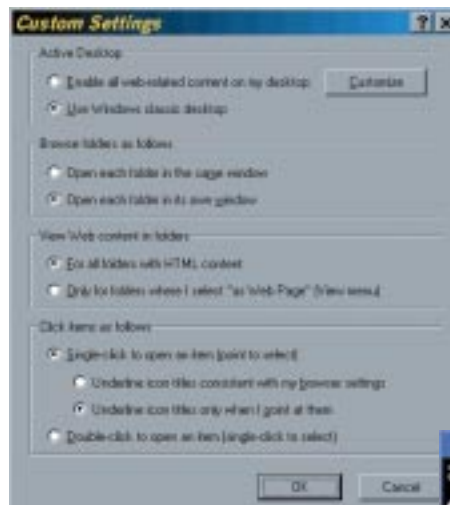 Custom Settings
Active Desktop
Enable all web-related content on my desktop
Customize
Use Windows classic desktop
Browse folders as follows
Open each folder in the same window
Open each folder in its own window
View Web content in folders
For all folders with HTML content
Only for folders where I select "as Web Page" (View menu)
Click items as follows
Single-click to open an item (point to select)
Underline icon titles consistent with my browser settings
Underline icon titles only when I point at them
Double-click to open an item (single-click to select)
OK
Cancel